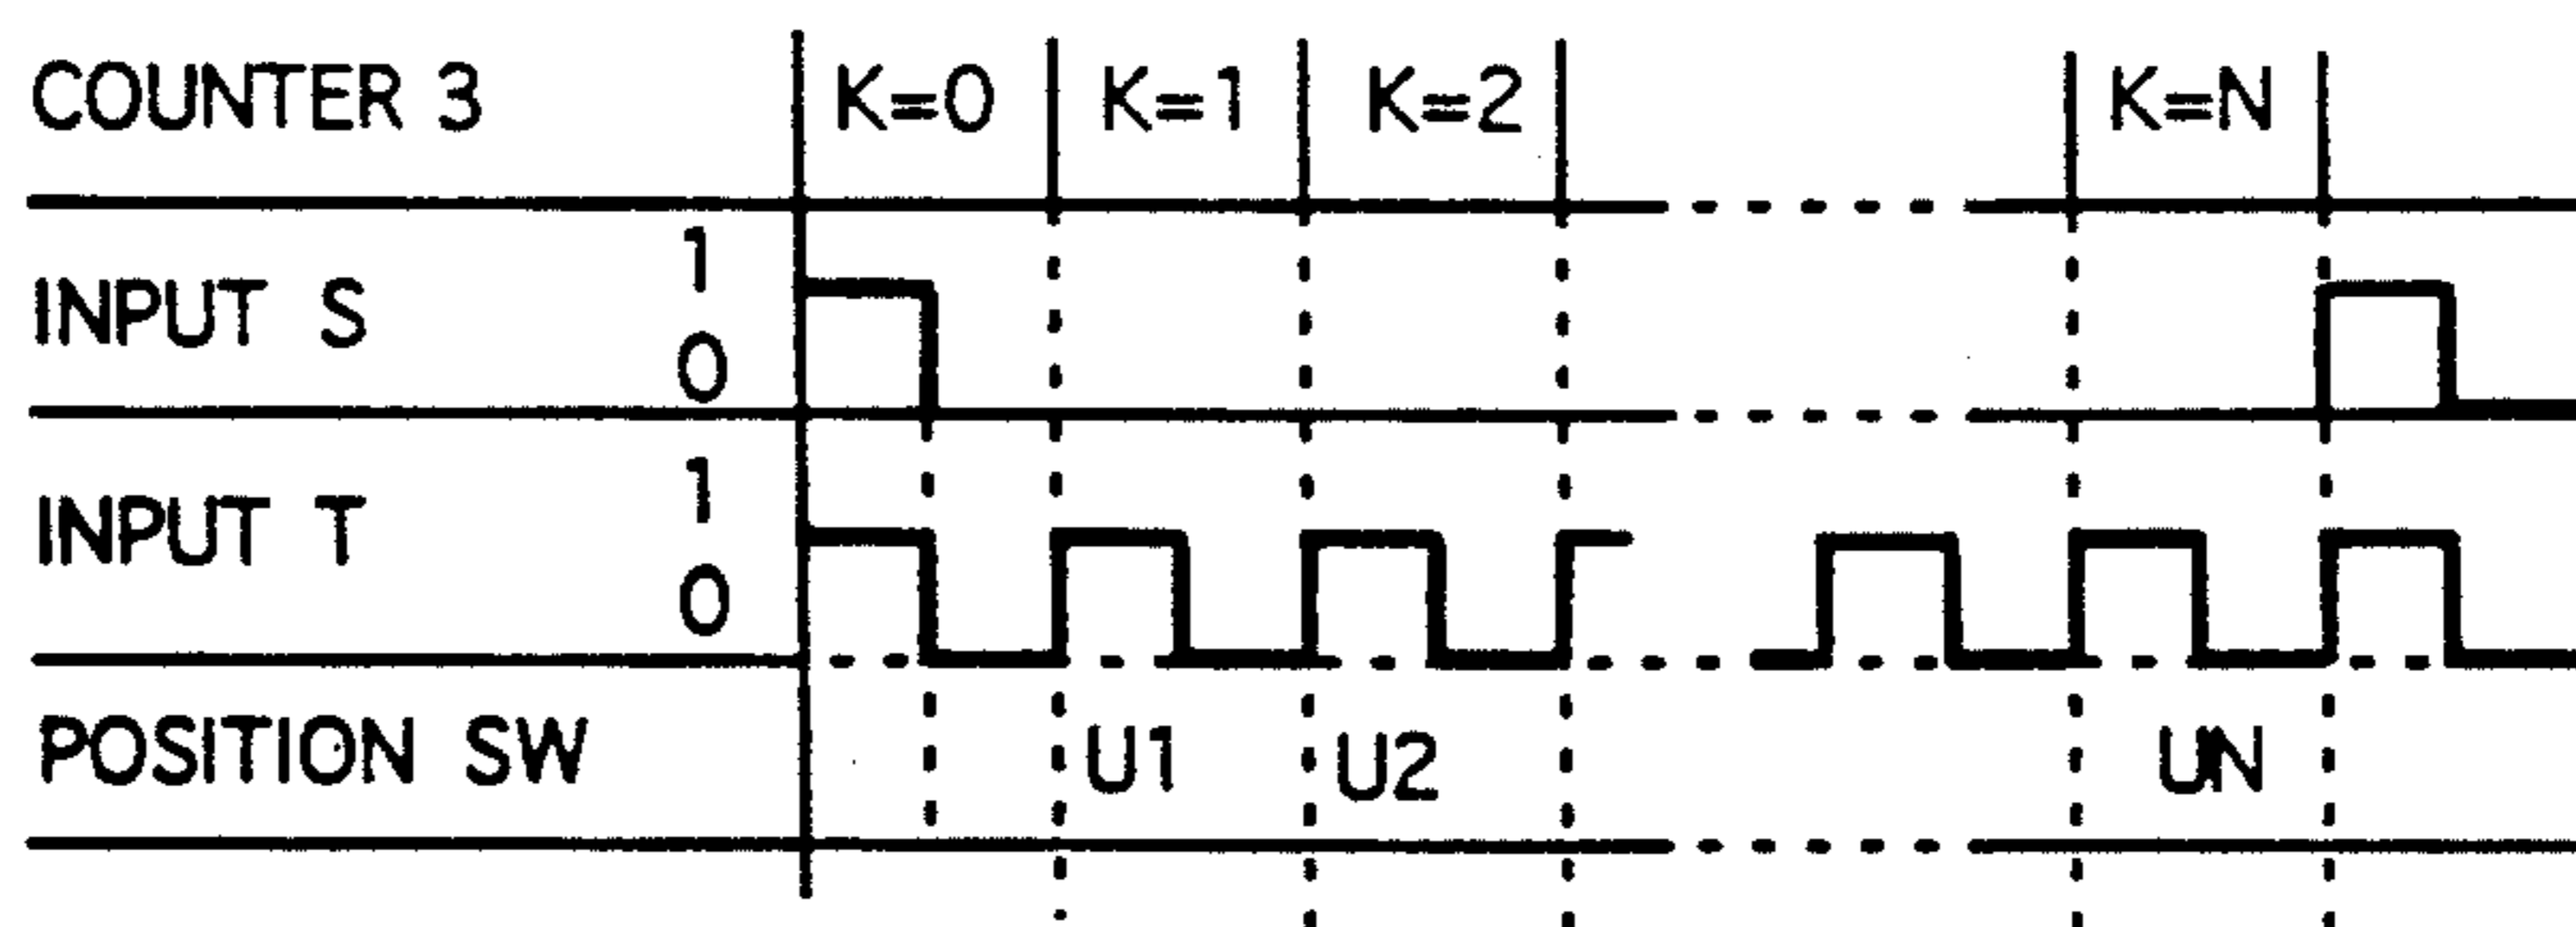 COUNTER 3 K=0 K=1 K=2 K=N
1
INPUT S
0
1
INPUT T
0
POSITION SW U1 U2 UN